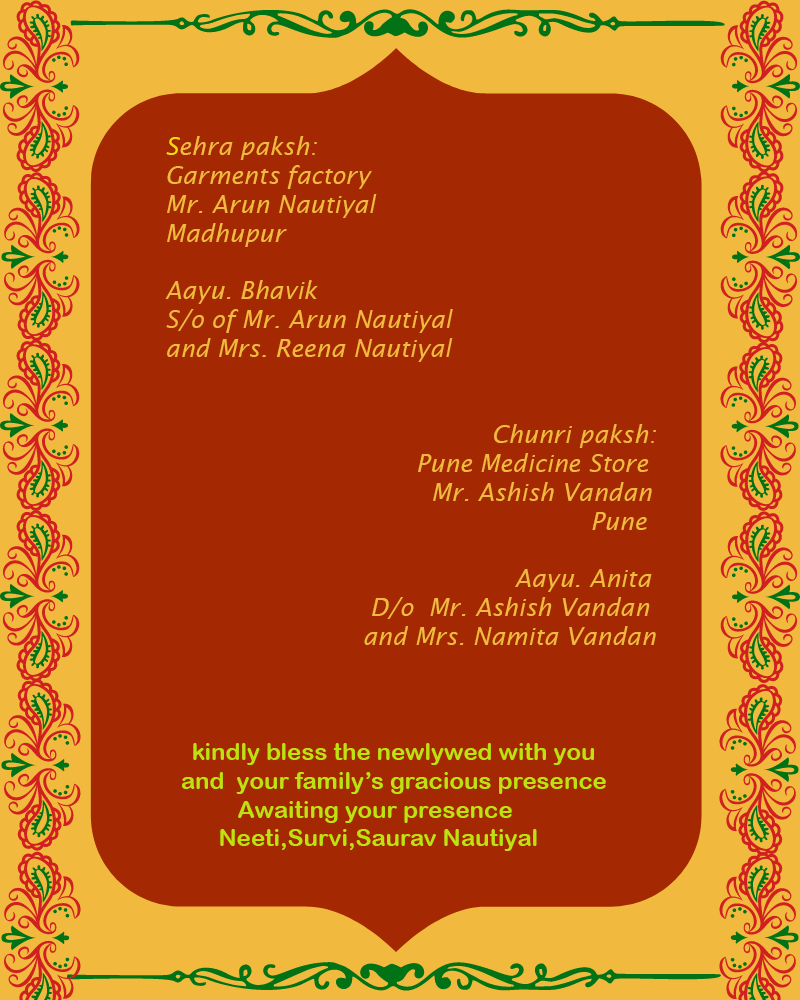 Sehra paksh:
Garments factory
Mr. Arun Nautiyal
Madhupur
Aayu. Bhavik
S/o of Mr. Arun Nautiyal
and Mrs. Reena Nautiyal
Chunri paksh:
Pune Medicine Store
Mr. Ashish Vandan
Pune
Aayu. Anita
D/o  Mr. Ashish Vandan
and Mrs. Namita Vandan
kindly bless the newlywed with you
and  your family's gracious presence
Awaiting your presence
Neeti,Survi,Saurav Nautiyal